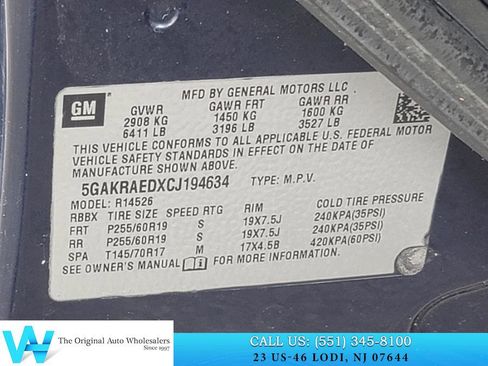 MFD BY GENERAL MOTORS LLC
GM
GVWR GAWR FRT GAWR RR
2908 KG 1450 KG 1600 KG
6411 LB 3196 LB 3527 LB
THIS VEHICLE CONFORMS TO ALL APPLICABLE U.S. FEDERAL MOTOR
VEHICLE SAFETY STANDARDS IN EFFECT ON THE DATE OF
MANUFACTURE SHOWN ABOVE.
5GAKRAEDXCJ194634 TYPE: M.P.V.
MODEL: R14526
RBBX TIRE SIZE SPEED RTG RIM COLD TIRE PRESSURE
FRT P255/60R19 S 19X7.5J 240KPA(35PSI)
RR P255/60R19 S 19X7.5J 240KPA(35PSI)
SPA T145/70R17 M 17X4.5B 420KPA(60PSI)
SEE OWNER'S MANUAL FOR MORE INFORMATION.
W
The Original Auto Wholesalers
Since 1997
CALL US: (551) 345-8100
23 US-46 LODI, NJ 07644